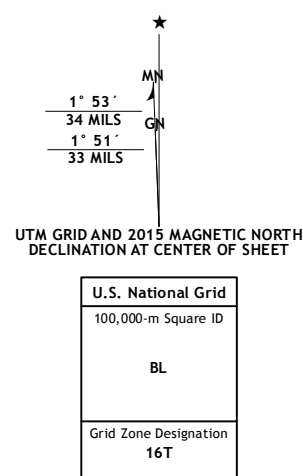 MN
1° 53´
34 MILS
GN
1° 51´
33 MILS
UTM GRID AND 2015 MAGNETIC NORTH
DECLINATION AT CENTER OF SHEET
U.S. National Grid
100,000-m Square ID
BL
Grid Zone Designation
16T